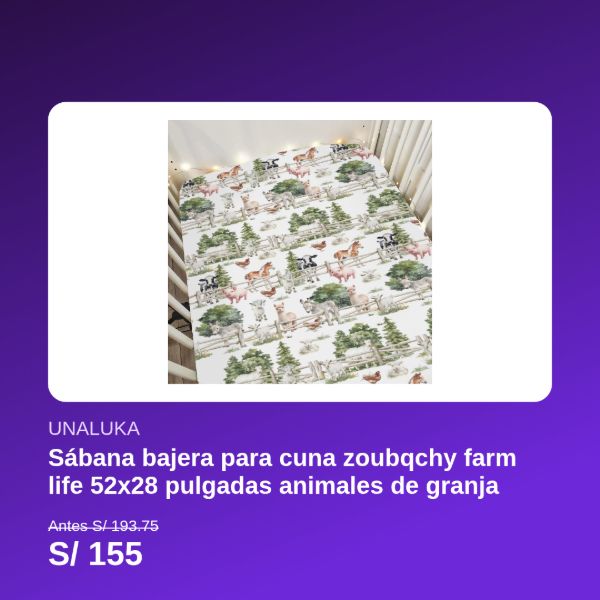 UNALUKA
Sábana bajera para cuna zoubqchy farm
life 52x28 pulgadas animales de granja
Antes S/ 193.75
S/ 155